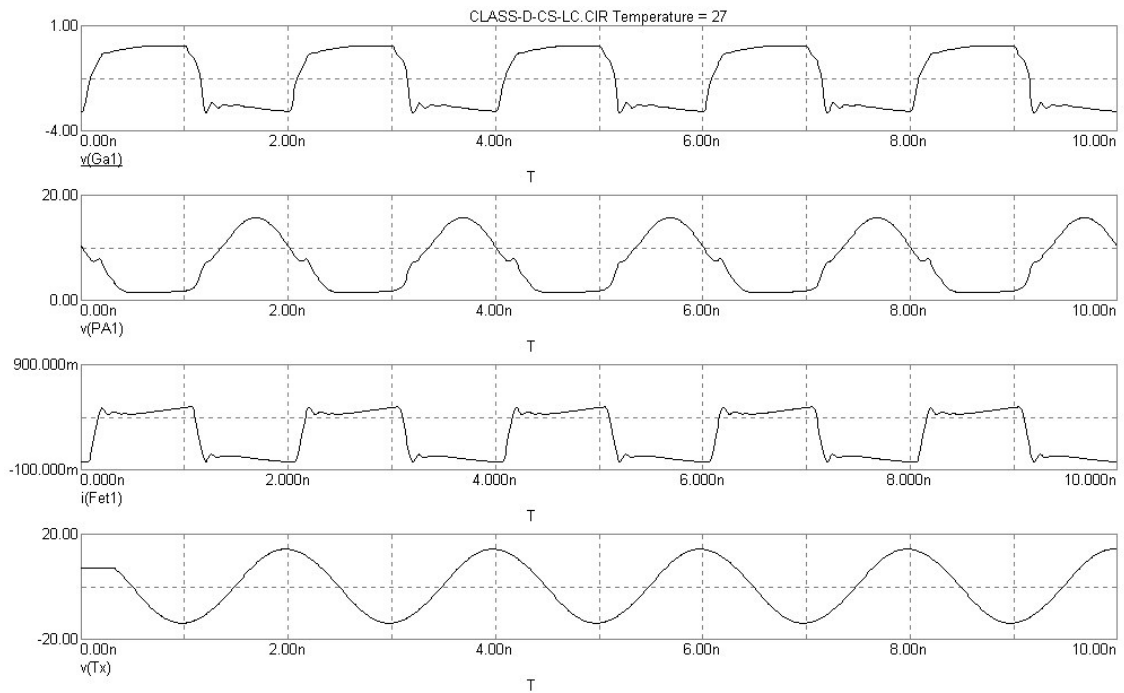 CLASS-D-CS-LC.CIR Temperature = 27
1.00
-4.00
0.00n 2.00n 4.00n 6.00n 8.00n 10.00n
v(Ga1)
T
20.00
0.00
0.00n 2.00n 4.00n 6.00n 8.00n 10.00n
v(PA1)
T
900.000m
-100.000m
0.000n 2.000n 4.000n 6.000n 8.000n 10.000n
i(Fet1)
T
20.00
-20.00
0.00n 2.00n 4.00n 6.00n 8.00n 10.00n
v(Tx)
T